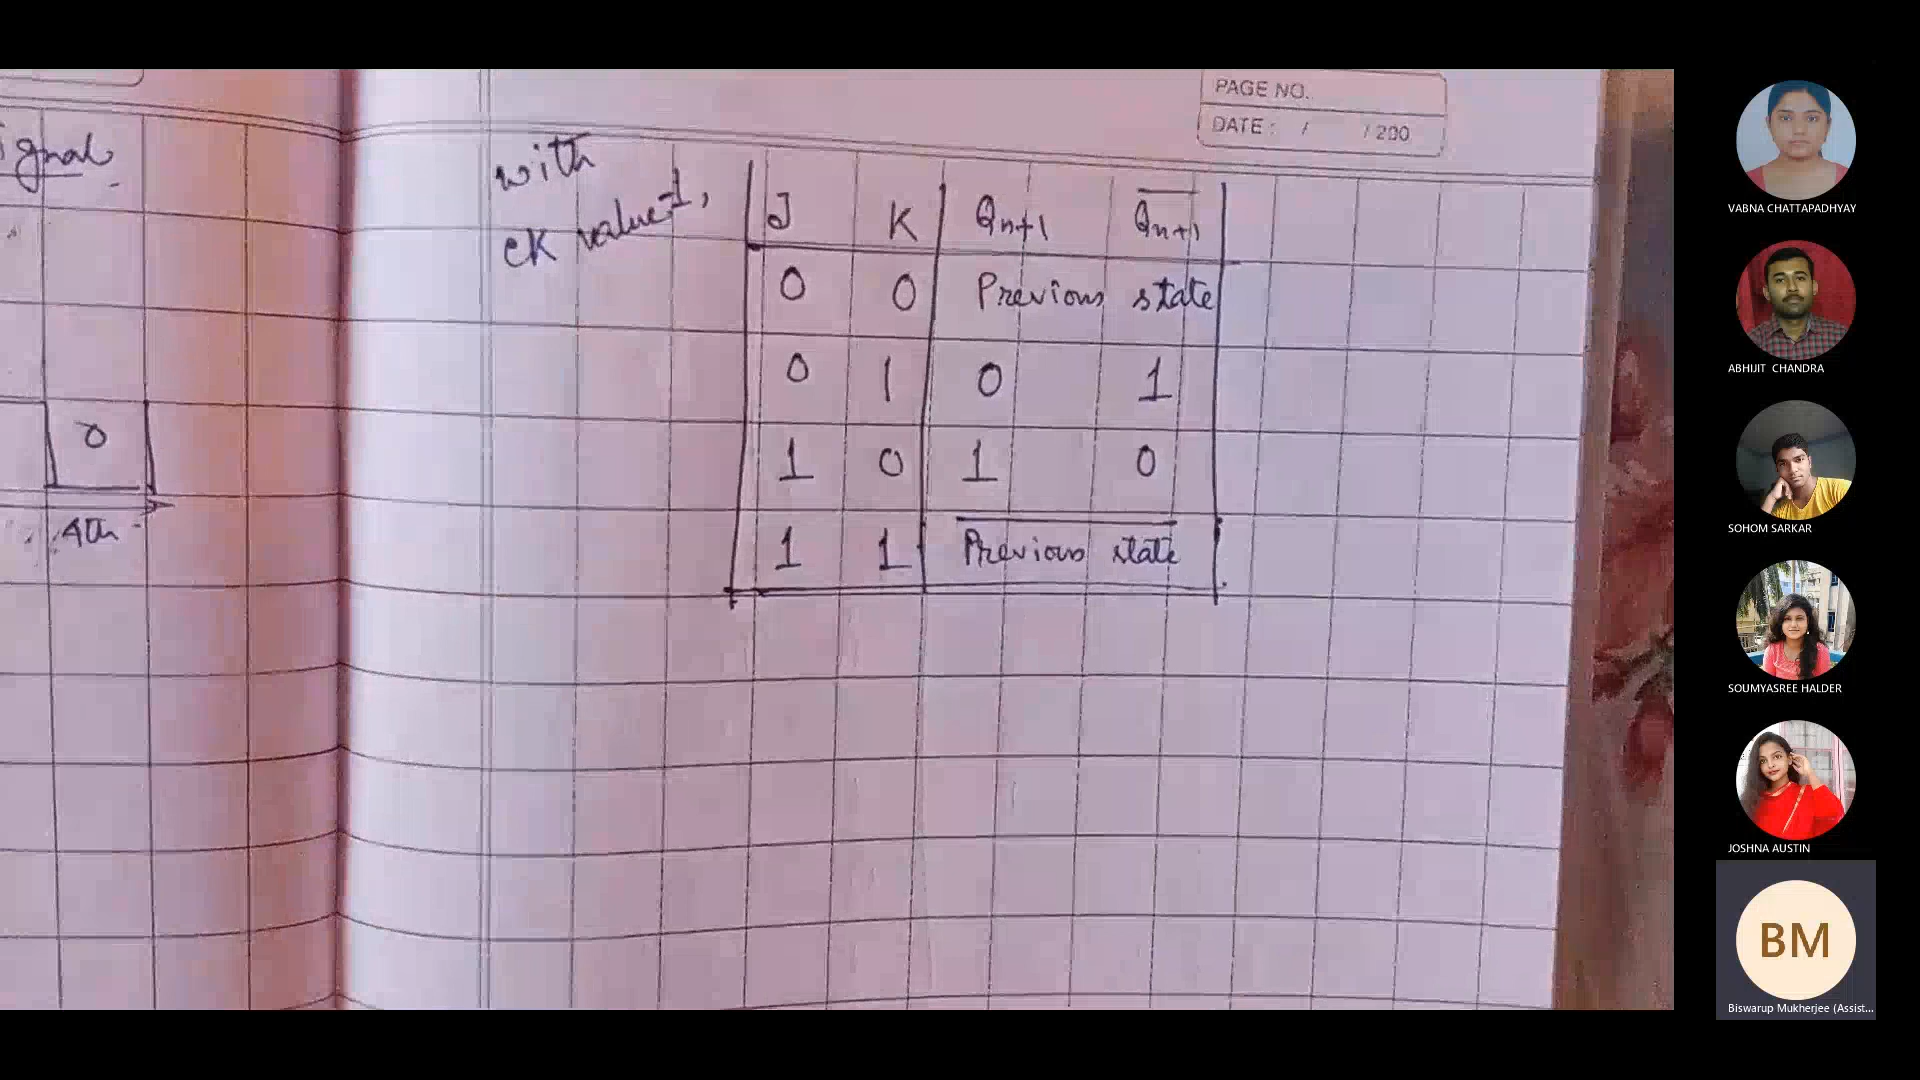 ignal
0
4th
PAGE NO.
DATE : / / 200
with
CK value 1,
J K Qn+1 Q̅n+1
0 0 Previous state
0 1 0 1
1 0 1 0
1 1 Previous state
VABNA CHATTAPADHYAY
ABHIJIT CHANDRA
SOHOM SARKAR
SOUMYASREE HALDER
JOSHNA AUSTIN
BM
Biswarup Mukherjee (Assist...